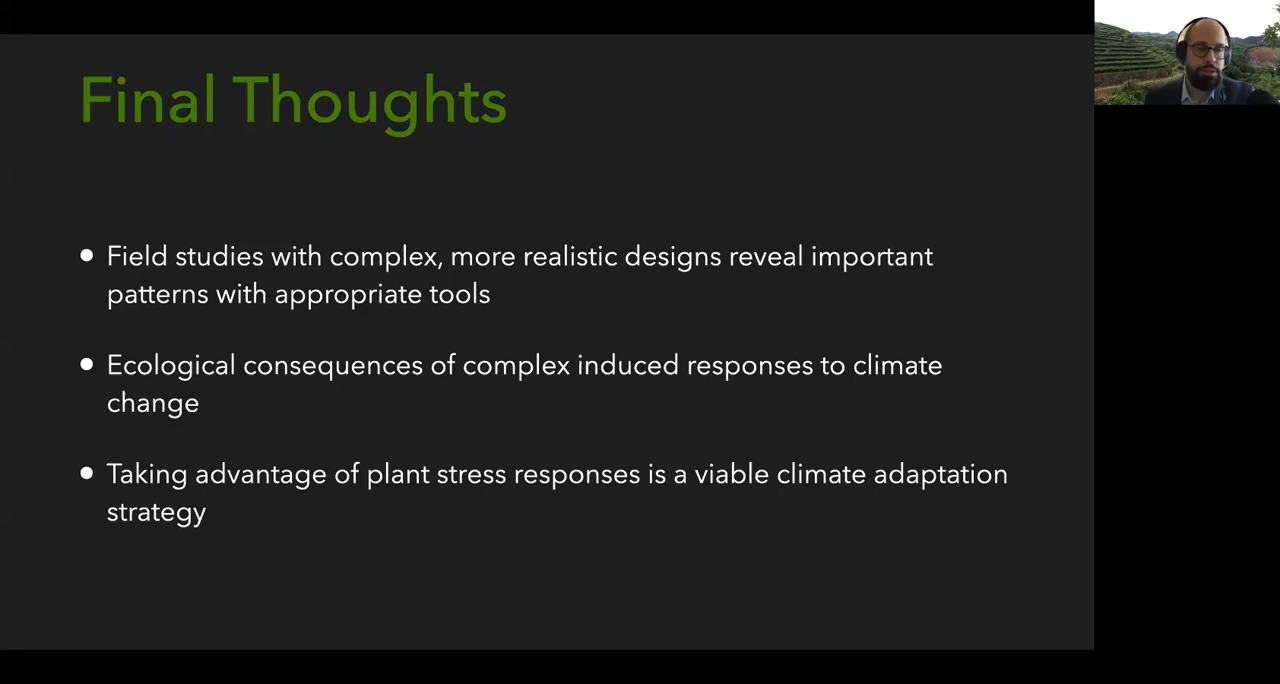 Final Thoughts
Field studies with complex, more realistic designs reveal important
patterns with appropriate tools
Ecological consequences of complex induced responses to climate
change
Taking advantage of plant stress responses is a viable climate adaptation
strategy